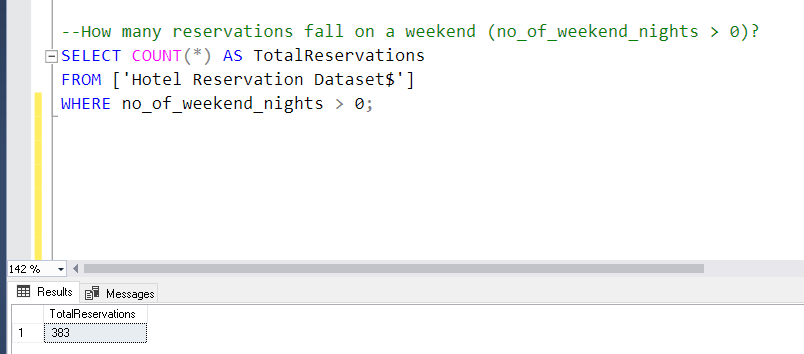 --How many reservations fall on a weekend (no_of_weekend_nights > 0)?
SELECT COUNT(*) AS TotalReservations
FROM ['Hotel Reservation Dataset$']
WHERE no_of_weekend_nights > 0;
142 %
Results Messages
TotalReservations
1 383